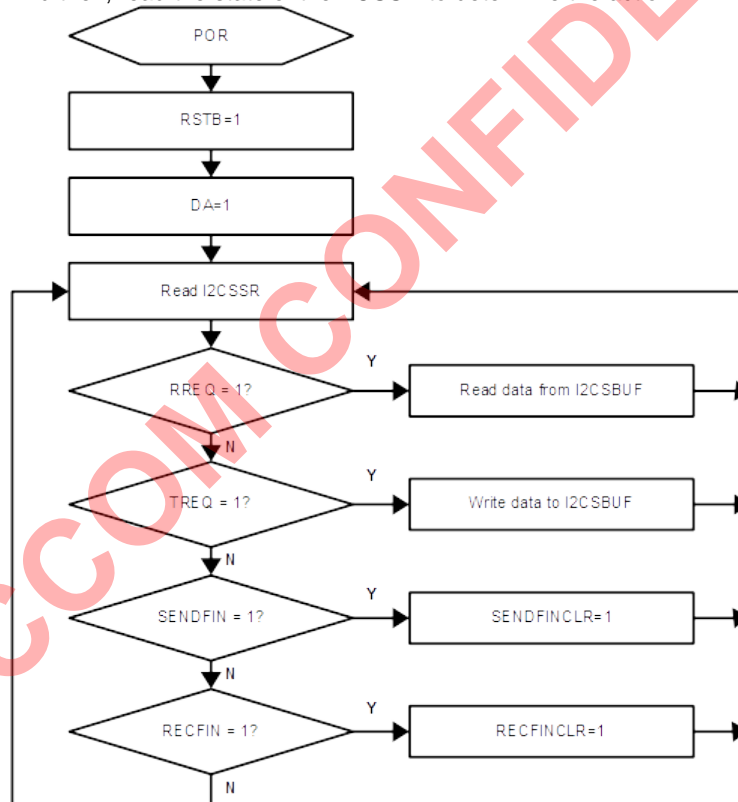 POR
RSTB=1
DA=1
Read I2CSSR
RREQ = 1?
Y
Read data from I2CSBUF
N
TREQ = 1?
Y
Write data to I2CSBUF
N
SENDFIN = 1?
Y
SENDFINCLR=1
N
RECFIN = 1?
Y
RECFINCLR=1
N
CCOM CONFIDE